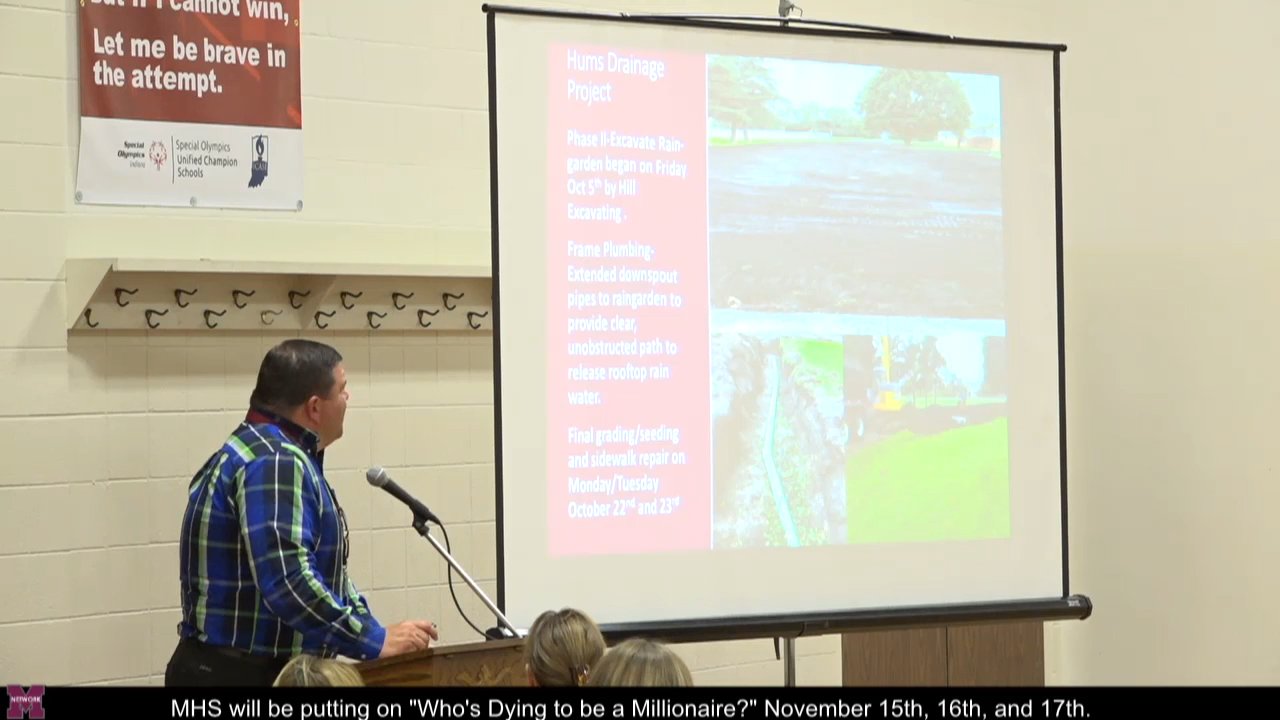 But if I cannot win,
Let me be brave in
the attempt.
Special
Olympics
Indiana
Special Olympics
Unified Champion
Schools
Hums Drainage
Project
Phase II-Excavate Rain-
garden began on Friday
Oct 5th by Hill
Excavating .
Frame Plumbing-
Extended downspout
pipes to raingarden to
provide clear,
unobstructed path to
release rooftop rain
water.
Final grading/seeding
and sidewalk repair on
Monday/Tuesday
October 22nd and 23rd
M
NETWORK
MHS will be putting on "Who's Dying to be a Millionaire?" November 15th, 16th, and 17th.